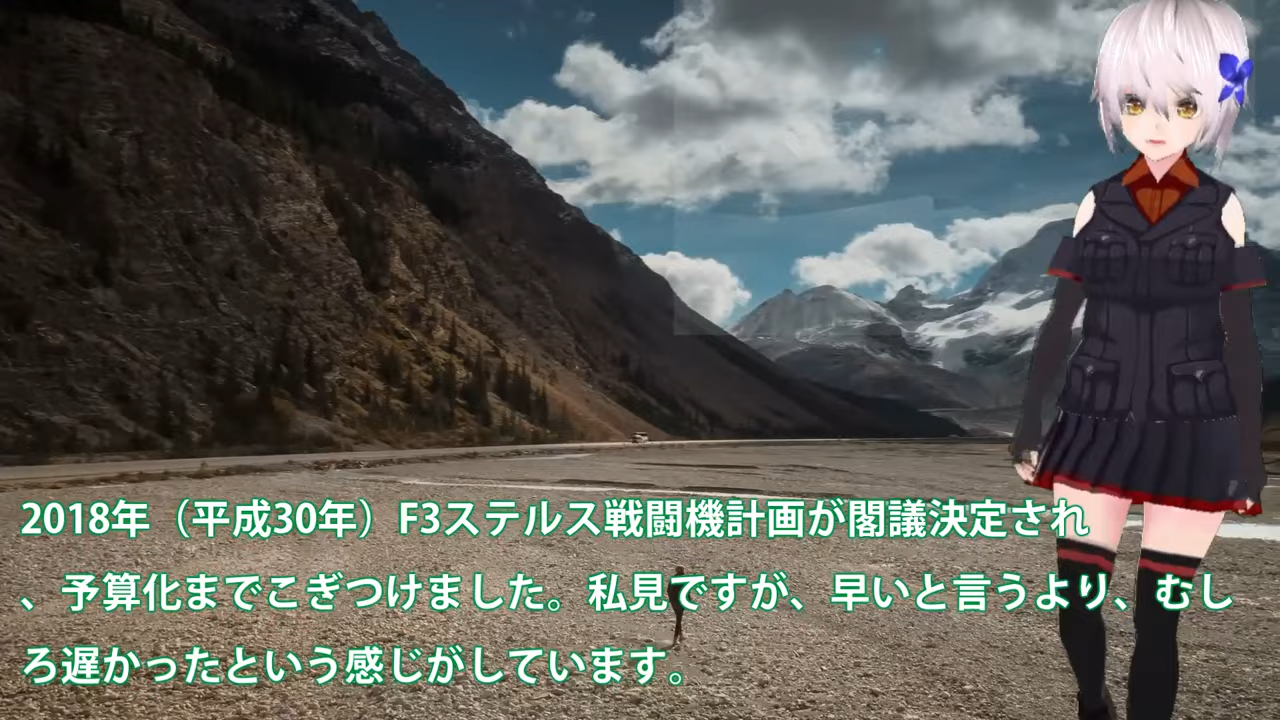 2018年（平成30年）F3ステルス戦闘機計画が閣議決定され
、予算化までこぎつけました。私見ですが、早いと言うより、むし
ろ遅かったという感じがしています。